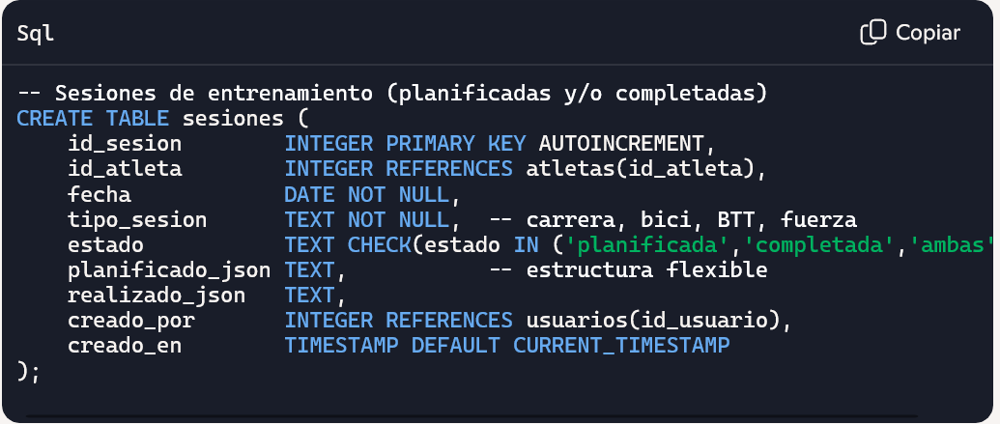 Sql
Copiar
-- Sesiones de entrenamiento (planificadas y/o completadas)
CREATE TABLE sesiones (
    id_sesion        INTEGER PRIMARY KEY AUTOINCREMENT,
    id_atleta        INTEGER REFERENCES atletas(id_atleta),
    fecha            DATE NOT NULL,
    tipo_sesion      TEXT NOT NULL,  -- carrera, bici, BTT, fuerza
    estado           TEXT CHECK(estado IN ('planificada','completada','ambas'
    planificado_json TEXT,           -- estructura flexible
    realizado_json   TEXT,
    creado_por       INTEGER REFERENCES usuarios(id_usuario),
    creado_en        TIMESTAMP DEFAULT CURRENT_TIMESTAMP
);